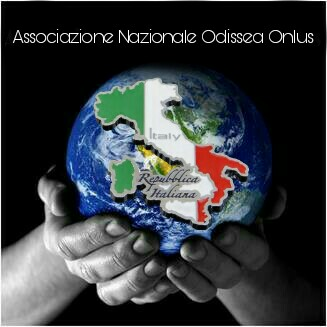 Associazione Nazionale Odissea Onlus
Italy
Repubblica
Italiana